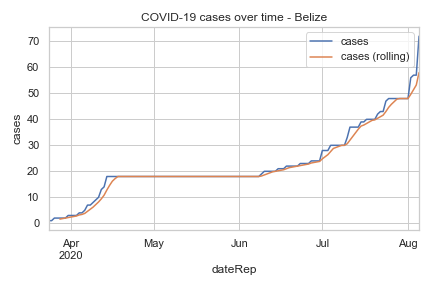 COVID-19 cases over time - Belize
cases
cases (rolling)
cases
70
60
50
40
30
20
10
0
Apr
2020
May
Jun
Jul
Aug
dateRep